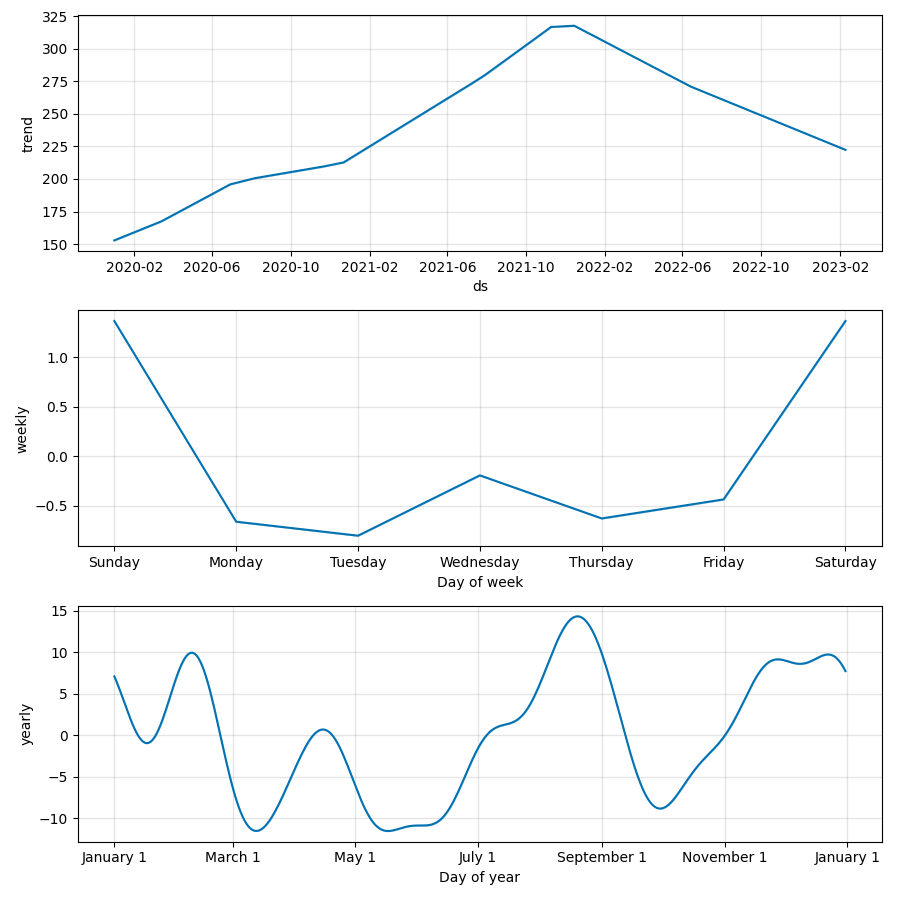 325
300
275
250
225
200
175
150
trend
2020-02 2020-06 2020-10 2021-02 2021-06 2021-10 2022-02 2022-06 2022-10 2023-02
ds
1.0
0.5
0.0
−0.5
weekly
Sunday Monday Tuesday Wednesday Thursday Friday Saturday
Day of week
15
10
5
0
−5
−10
yearly
January 1 March 1 May 1 July 1 September 1 November 1 January 1
Day of year